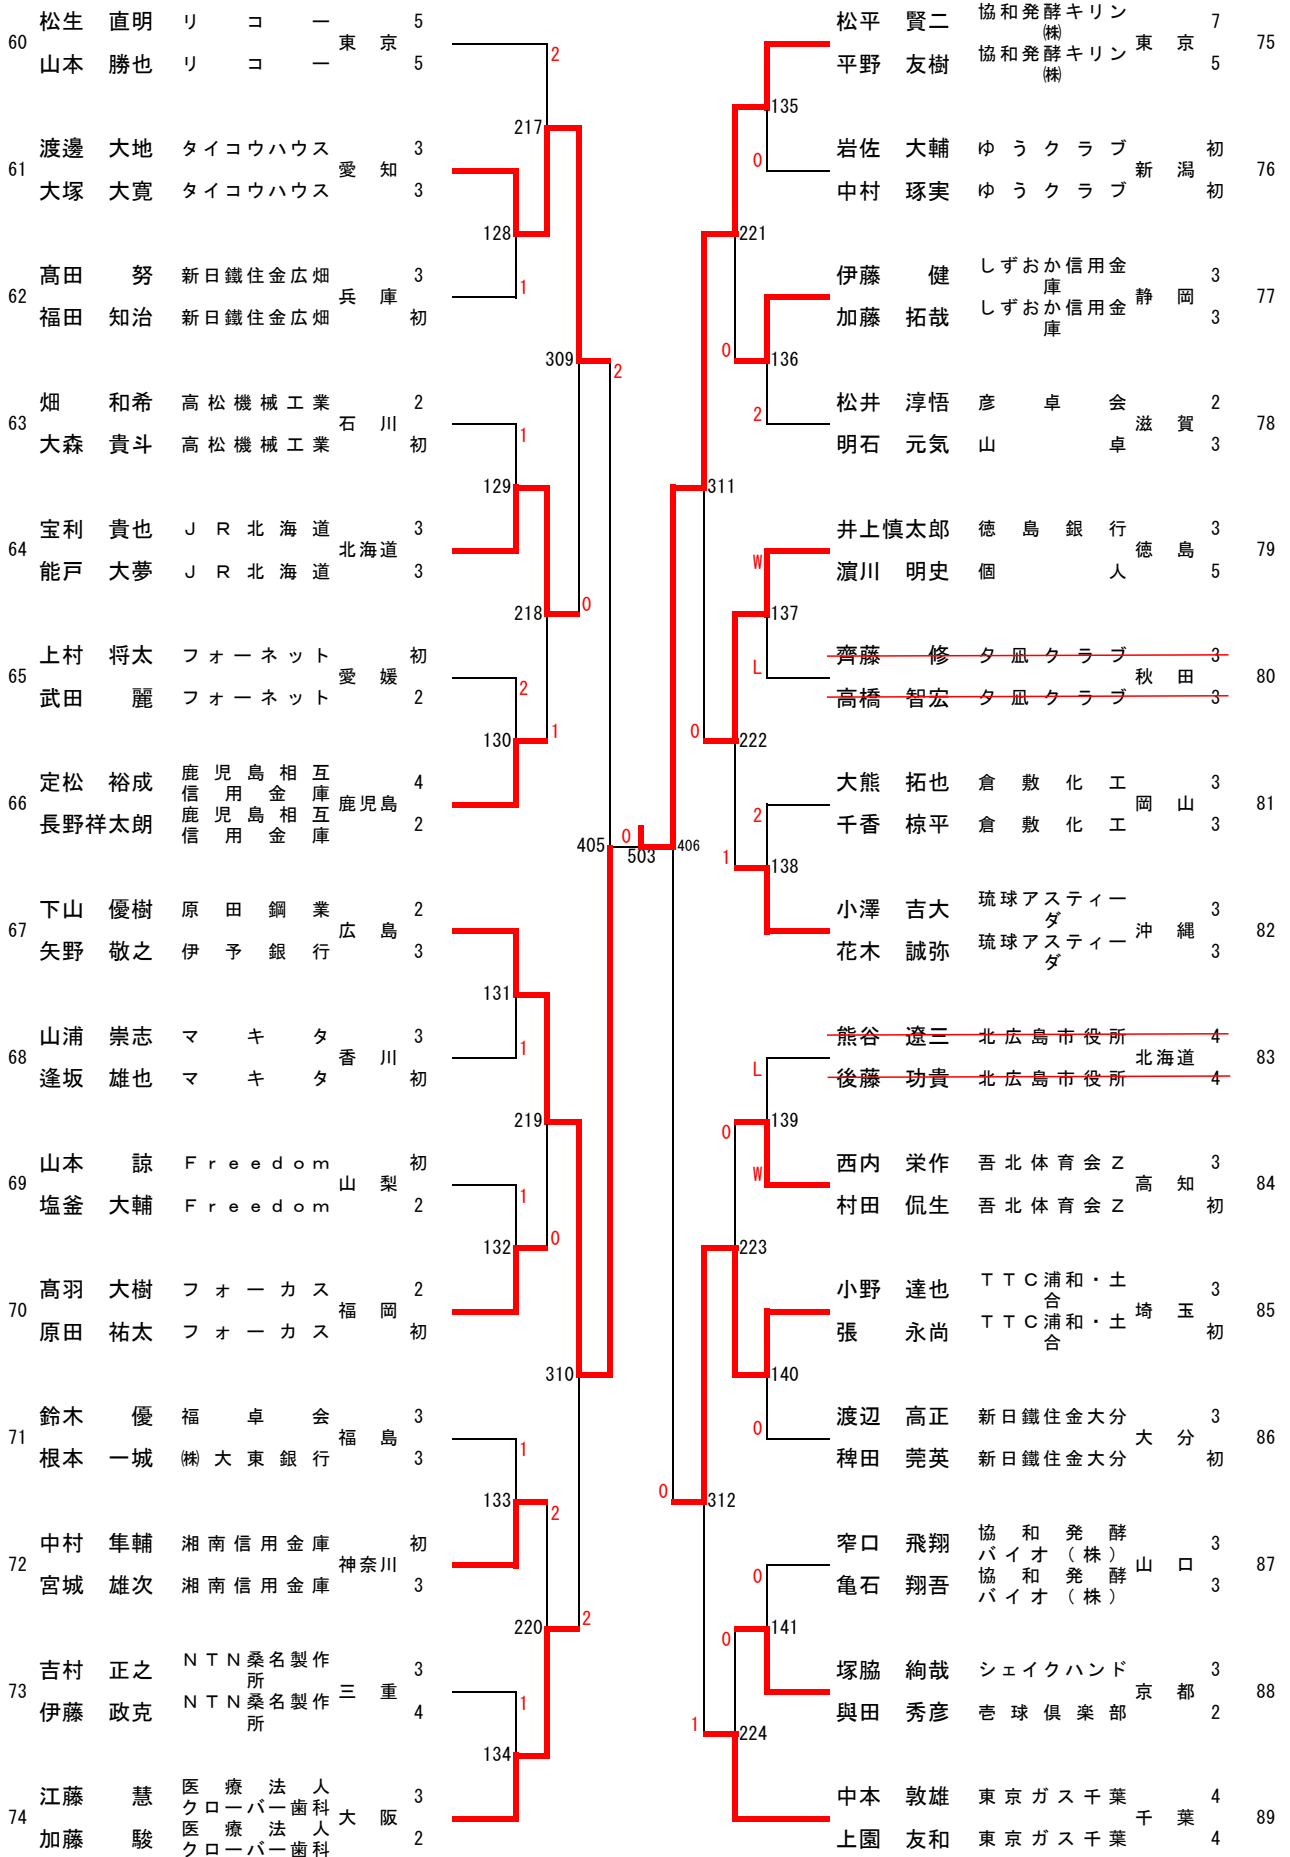 松生 直明 リコー 5
60 東京
山本 勝也 リコー 5
2
217
渡邊 大地 タイコウハウス 3
61 愛知
大塚 大寛 タイコウハウス 3
128
髙田 努 新日鐵住金広畑 3
62 兵庫 1
福田 知治 新日鐵住金広畑 初
309 2
畑 和希 高松機械工業 2
63 石川 1
大森 貴斗 高松機械工業 初
129
宝利 貴也 JR北海道 3
64 北海道
能戸 大夢 JR北海道 3
218 0
上村 将太 フォーネット 初
65 愛媛 2
武田 麗 フォーネット 2
130 1
定松 裕成 鹿児島相互信用金庫 4
66 鹿児島
長野祥太朗 鹿児島相互信用金庫 2
405 0 503 406
下山 優樹 原田鋼業 2
67 広島
矢野 敬之 伊予銀行 3
131
山浦 崇志 マキタ 3
68 香川 1
逢坂 雄也 マキタ 初
219
山本 諒 Freedom 初
69 山梨 1
塩釜 大輔 Freedom 2
132 0
髙羽 大樹 フォーカス 2
70 福岡
原田 祐太 フォーカス 初
310
鈴木 優 福卓会 3
71 福島 1
根本 一城 ㈱大東銀行 3
133 2
中村 隼輔 湘南信用金庫 初
72 神奈川
宮城 雄次 湘南信用金庫 3
220 2
吉村 正之 NTN桑名製作所 3
73 三重 1
伊藤 政克 NTN桑名製作所 4
134
江藤 慧 医療法人クローバー歯科 3
74 大阪
加藤 駿 医療法人クローバー歯科 2
松平 賢二 協和発酵キリン㈱ 7
東京 75
平野 友樹 協和発酵キリン㈱ 5
135
岩佐 大輔 ゆうクラブ 初
0 新潟 76
中村 琢実 ゆうクラブ 初
221
伊藤 健 しずおか信用金庫 3
静岡 77
加藤 拓哉 しずおか信用金庫 3
0 136
松井 淳悟 彦卓会 2
2 滋賀 78
明石 元気 山卓 3
311
井上慎太郎 徳島銀行 3
W 徳島 79
濵川 明史 個人 5
137
齊藤 修 夕凪クラブ 3
L 秋田 80
高橋 智宏 夕凪クラブ 3
0 222
大熊 拓也 倉敷化工 3
2 岡山 81
千香 椋平 倉敷化工 3
1 138
小澤 吉大 琉球アスティーダ 3
沖縄 82
花木 誠弥 琉球アスティーダ 3
熊谷 遼三 北広島市役所 4
L 北海道 83
後藤 功貴 北広島市役所 4
0 139
西内 栄作 吾北体育会Z 3
W 高知 84
村田 侃生 吾北体育会Z 初
223
小野 達也 TTC浦和・土合 3
埼玉 85
張 永尚 TTC浦和・土合 初
140
渡辺 高正 新日鐵住金大分 3
0 大分 86
稗田 莞英 新日鐵住金大分 初
0 312
窄口 飛翔 協和発酵バイオ(株) 3
0 山口 87
亀石 翔吾 協和発酵バイオ(株) 3
0 141
塚脇 絢哉 シェイクハンド 3
京都 88
與田 秀彦 壱球倶楽部 2
1 224
中本 敦雄 東京ガス千葉 4
千葉 89
上園 友和 東京ガス千葉 4